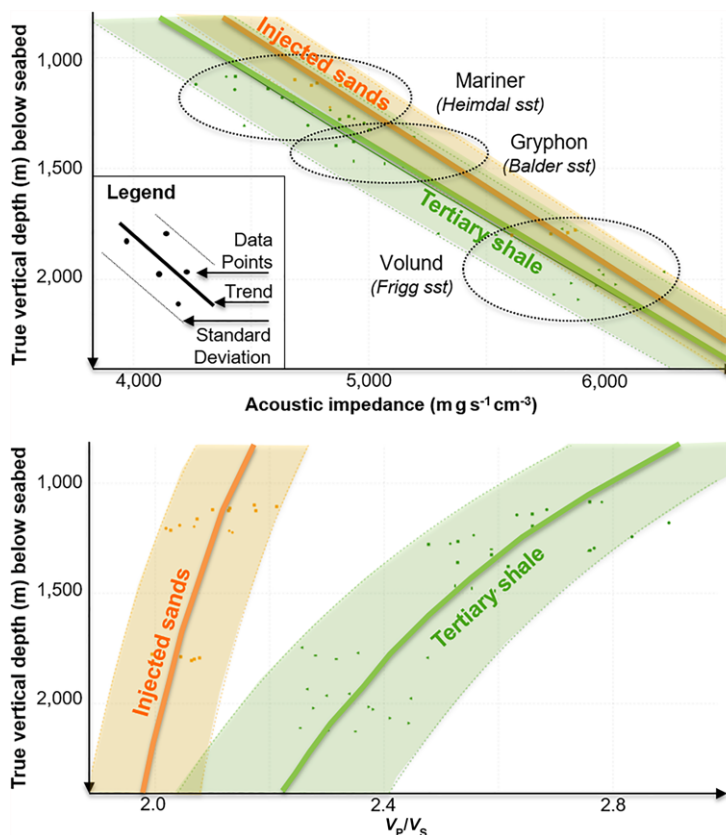 True vertical depth (m) below seabed
1,000
1,500
2,000
Injected sands
Tertiary shale
Mariner
(Heimdal sst)
Gryphon
(Balder sst)
Volund
(Frigg sst)
Legend
Data
Points
Trend
Standard
Deviation
4,000 5,000 6,000
Acoustic impedance (m g s⁻¹ cm⁻³)
True vertical depth (m) below seabed
1,000
1,500
2,000
Injected sands
Tertiary shale
2.0 2.4 2.8
Vₚ/Vₛ